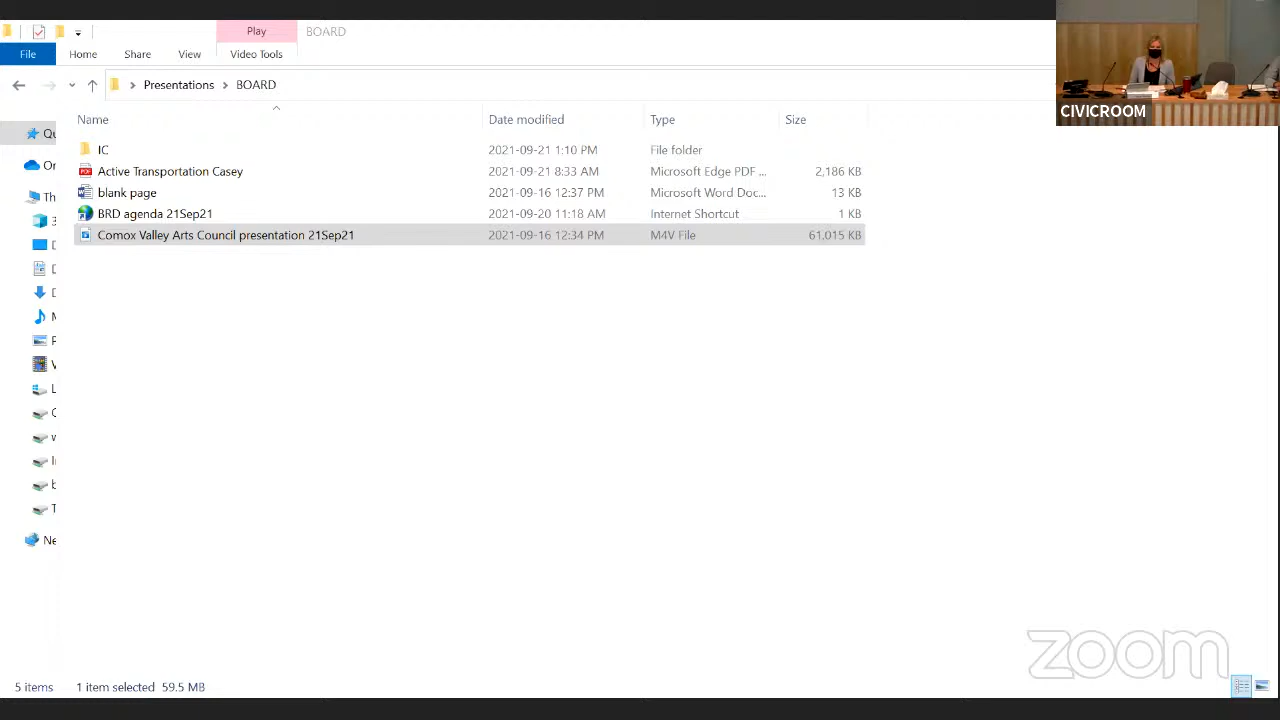 Play BOARD
File Home Share View Video Tools
Presentations BOARD
Name Date modified Type Size
IC 2021-09-21 1:10 PM File folder
Active Transportation Casey 2021-09-21 8:33 AM Microsoft Edge PDF ... 2,186 KB
blank page 2021-09-16 12:37 PM Microsoft Word Doc... 13 KB
BRD agenda 21Sep21 2021-09-20 11:18 AM Internet Shortcut 1 KB
Comox Valley Arts Council presentation 21Sep21 2021-09-16 12:34 PM M4V File 61,015 KB
CIVICROOM
5 items 1 item selected 59.5 MB
zoom